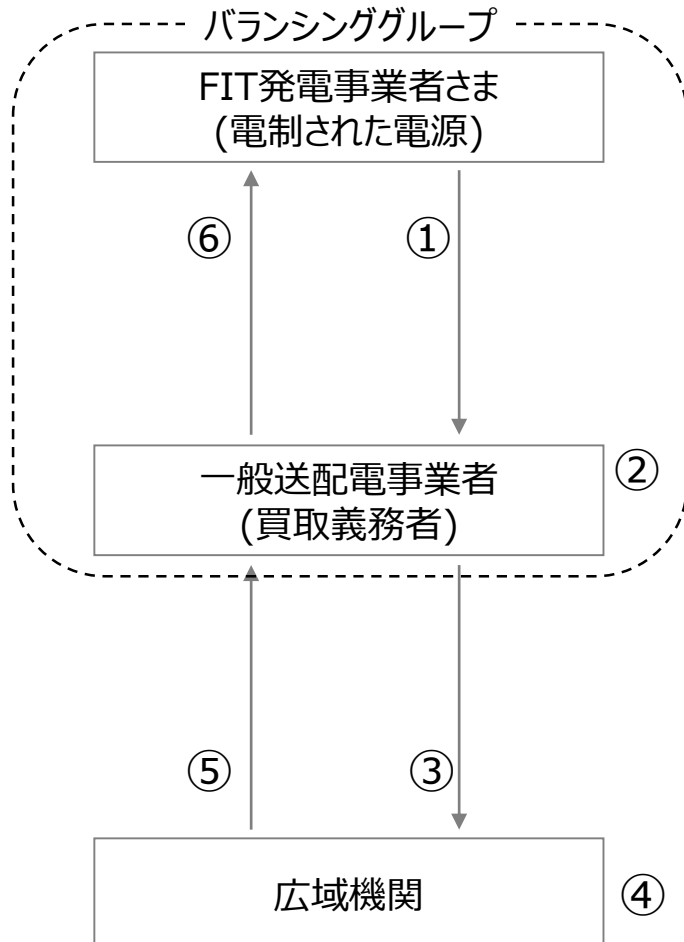 バランシンググループ
FIT発電事業者さま
(電制された電源)
⑥
①
一般送配電事業者
(買取義務者)
②
⑤
③
広域機関
④